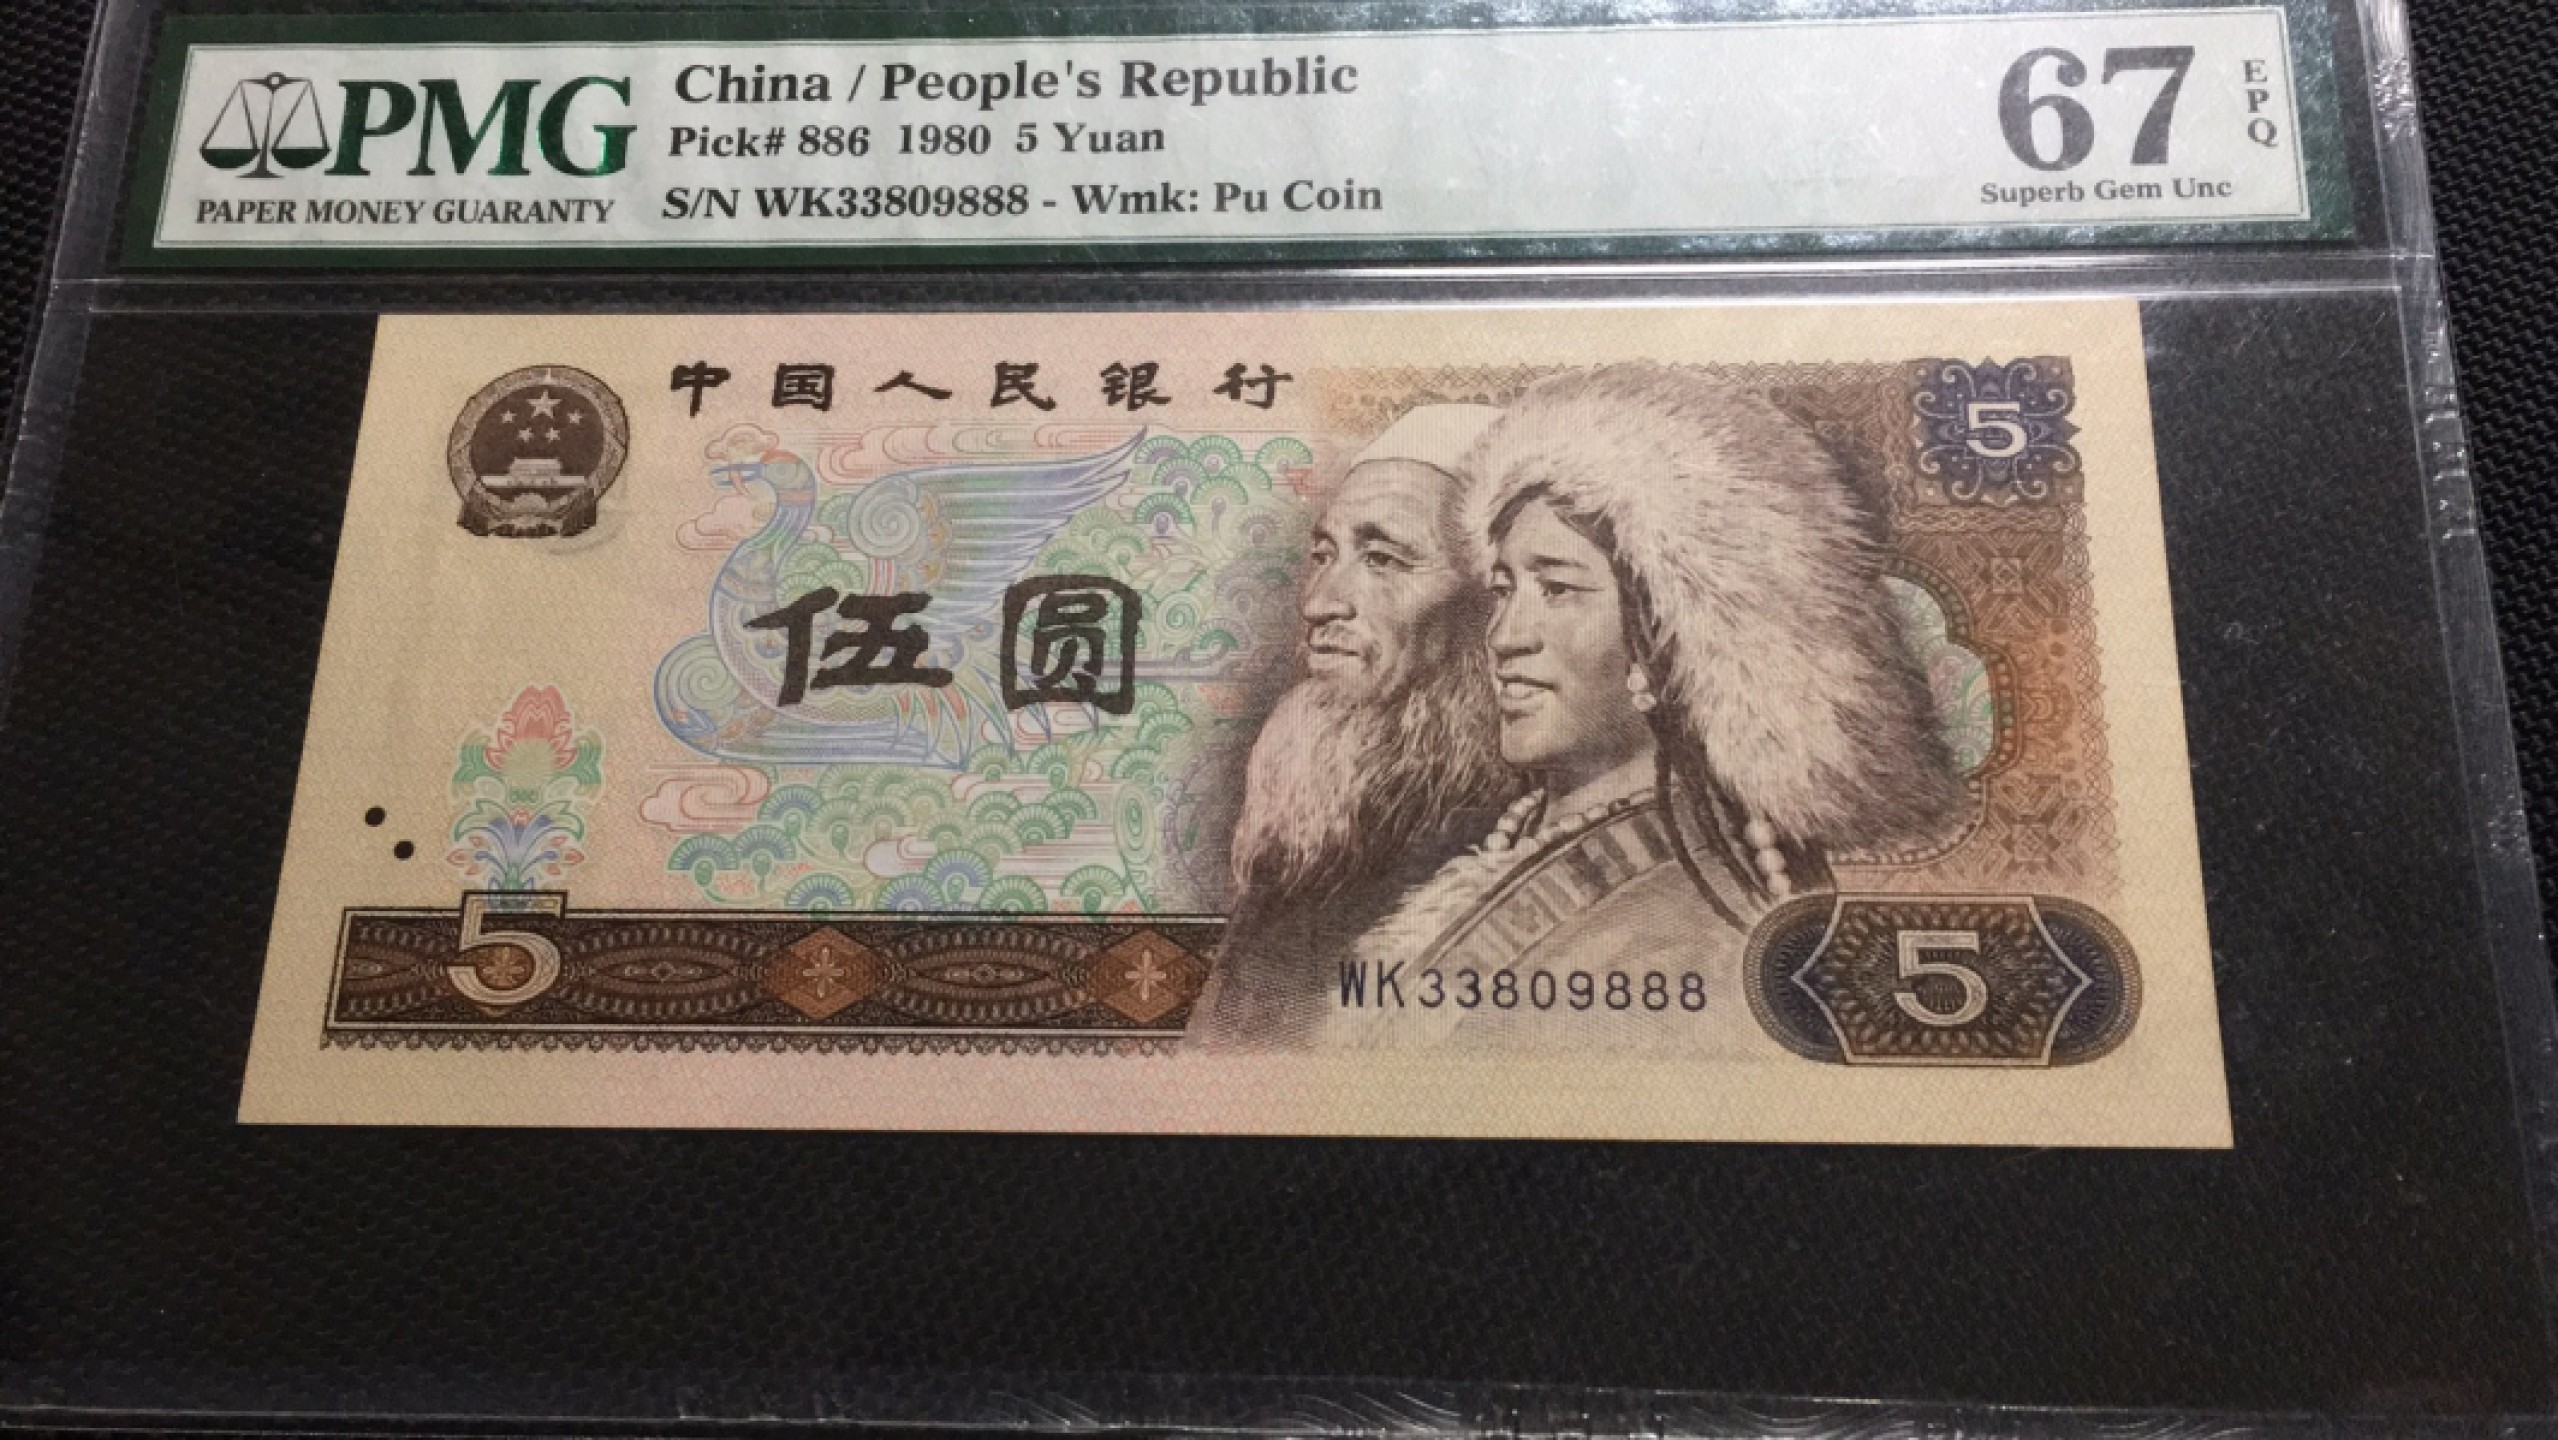 PMG
PAPER MONEY GUARANTY
China / People's Republic
Pick# 886 1980 5 Yuan
S/N WK33809888 - Wmk: Pu Coin
67
EPQ
Superb Gem Unc
中国人民银行
5
伍圆
5
WK33809888
5